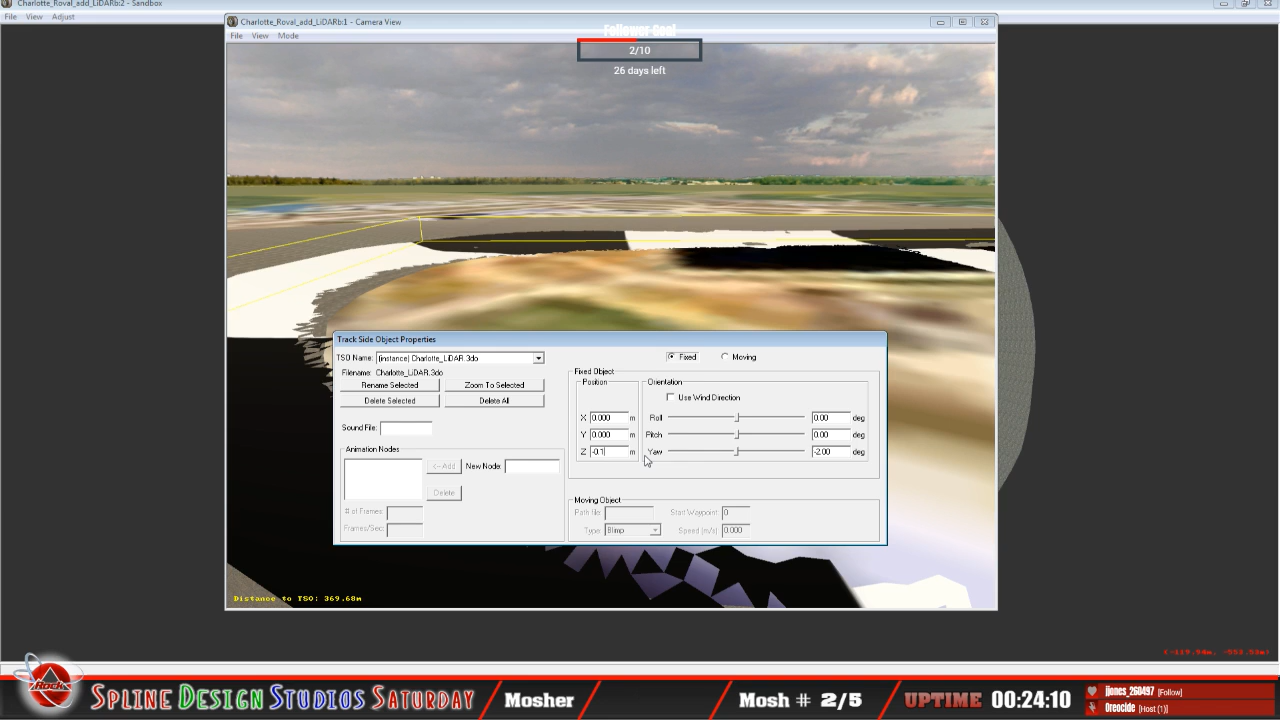 Charlotte_Roval_add_LiDARb:2 - Sandbox
File View Adjust
Charlotte_Roval_add_LiDARb:1 - Camera View
File View Mode
Follower Goal
2/10
26 days left
Track Side Object Properties
TSO Name: (instance) Charlotte_LiDAR.3do
Filename: Charlotte_LiDAR.3do
Rename Selected Zoom To Selected
Delete Selected Delete All
Sound File:
Animation Nodes
<- Add New Node:
Delete
# of Frames
Frames/Sec:
Fixed Moving
Fixed Object
Position
X 0.000 m
Y 0.000 m
Z -0.1 m
Orientation
Use Wind Direction
Roll 0.00 deg
Pitch 0.00 deg
Yaw -2.00 deg
Moving Object
Path file: Start Waypoint: 0
Type: Blimp Speed (m/s): 0.000
Distance to TSO: 369.68m
(-119.94m, -553.53m)
Rock
Spline Design Studios Saturday
Mosher
Mosh # 2/5
UPTIME 00:24:10
jjones_260497 [Follow]
Oreocide [Host (1)]